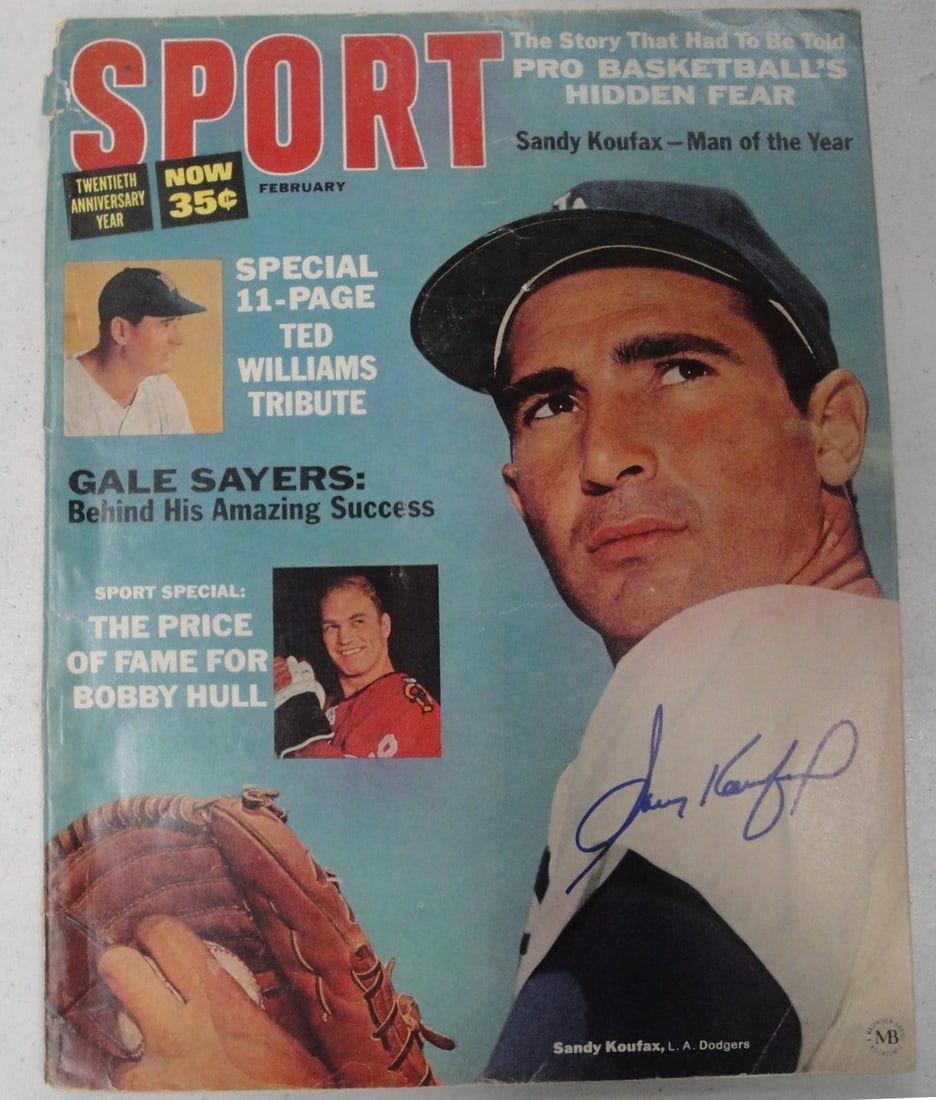 SPORT
The Story That Had To Be Told
PRO BASKETBALL'S
HIDDEN FEAR
Sandy Koufax – Man of the Year
TWENTIETH
ANNIVERSARY
YEAR
NOW
35¢
FEBRUARY
SPECIAL
11-PAGE
TED
WILLIAMS
TRIBUTE
GALE SAYERS:
Behind His Amazing Success
SPORT SPECIAL:
THE PRICE
OF FAME FOR
BOBBY HULL
Sandy Koufax
Sandy Koufax, L. A. Dodgers
MB